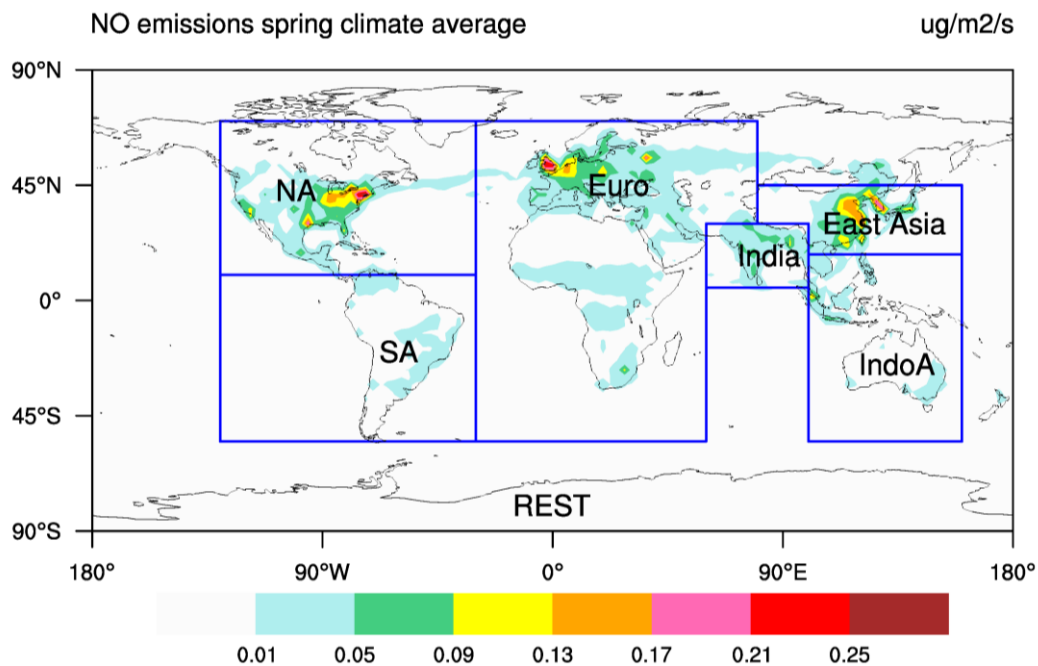 NO emissions spring climate average ug/m2/s
90°N
45°N
0°
45°S
90°S
NA
Euro
East Asia
India
SA
IndoA
REST
180° 90°W 0° 90°E 180°
0.01 0.05 0.09 0.13 0.17 0.21 0.25